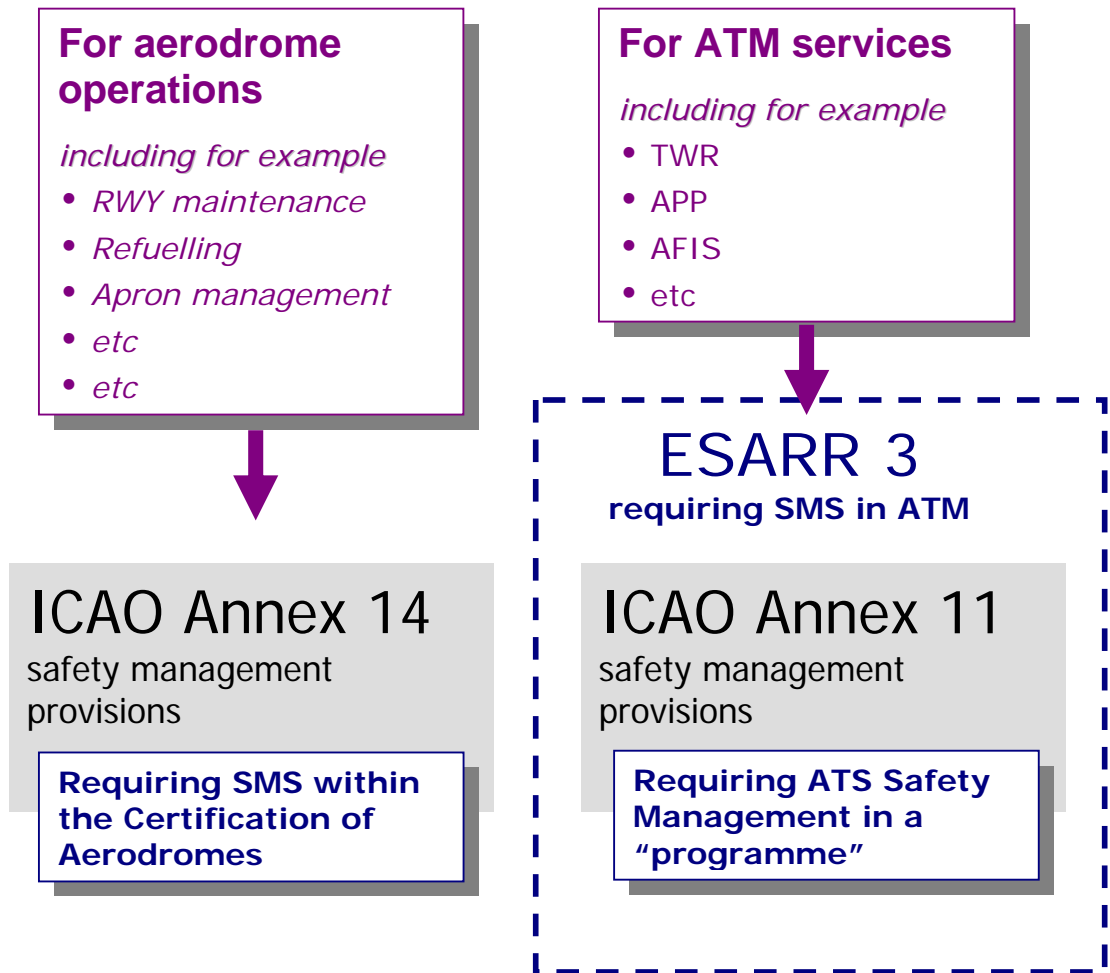 For aerodrome
operations
including for example
• RWY maintenance
• Refuelling
• Apron management
• etc
• etc
ICAO Annex 14
safety management
provisions
Requiring SMS within
the Certification of
Aerodromes
For ATM services
including for example
• TWR
• APP
• AFIS
• etc
ESARR 3
requiring SMS in ATM
ICAO Annex 11
safety management
provisions
Requiring ATS Safety
Management in a
“programme”